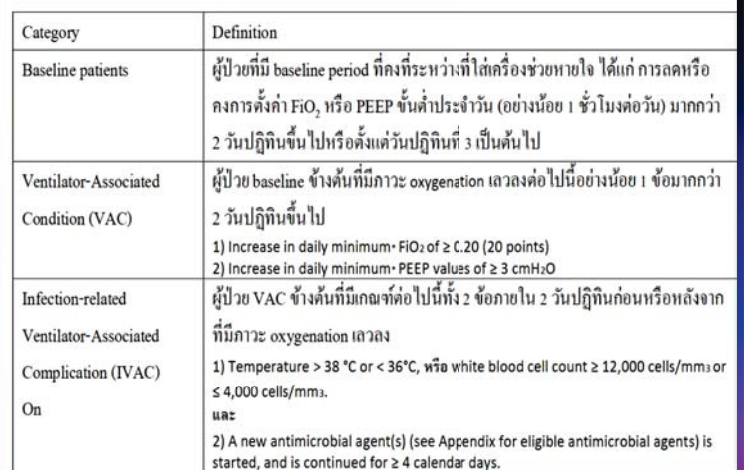 Category Definition
Baseline patients ผู้ป่วยที่มี baseline period ที่คงที่ระหว่างที่ใส่เครื่องช่วยหายใจ ได้แก่ การลดหรือ
คงการตั้งค่า FiO₂ หรือ PEEP ขั้นต่ำประจำวัน (อย่างน้อย 1 ชั่วโมงต่อวัน) มากกว่า
2 วันปฏิทินขึ้นไปหรือตั้งแต่วันปฏิทินที่ 3 เป็นต้นไป
Ventilator-Associated ผู้ป่วย baseline ข้างต้นที่มีภาวะ oxygenation เลวลงต่อไปนี้อย่างน้อย 1 ข้อมากกว่า
Condition (VAC) 2 วันปฏิทินขึ้นไป
1) Increase in daily minimum· FiO₂ of ≥ 0.20 (20 points)
2) Increase in daily minimum· PEEP values of ≥ 3 cmH₂O
Infection-related ผู้ป่วย VAC ข้างต้นที่มีเกณฑ์ต่อไปนี้ทั้ง 2 ข้อภายใน 2 วันปฏิทินก่อนหรือหลังจาก
Ventilator-Associated ที่มีภาวะ oxygenation เลวลง
Complication (IVAC) 1) Temperature > 38 °C or < 36°C, หรือ white blood cell count ≥ 12,000 cells/mm₃ or
On ≤ 4,000 cells/mm₃.
และ
2) A new antimicrobial agent(s) (see Appendix for eligible antimicrobial agents) is
started, and is continued for ≥ 4 calendar days.